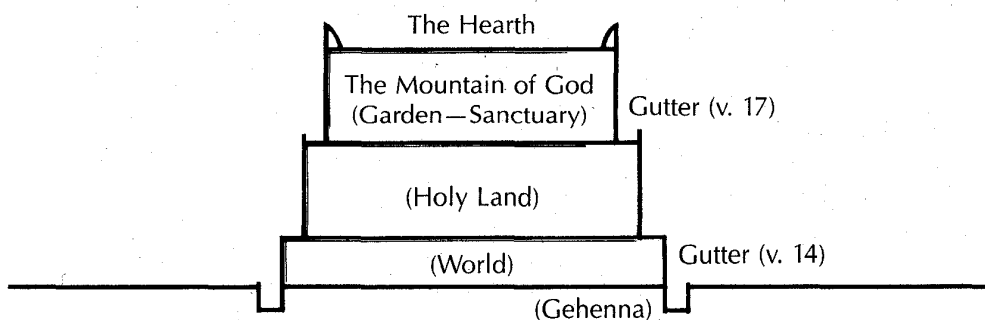 The Hearth
The Mountain of God
(Garden—Sanctuary)
Gutter (v. 17)
(Holy Land)
(World)
Gutter (v. 14)
(Gehenna)